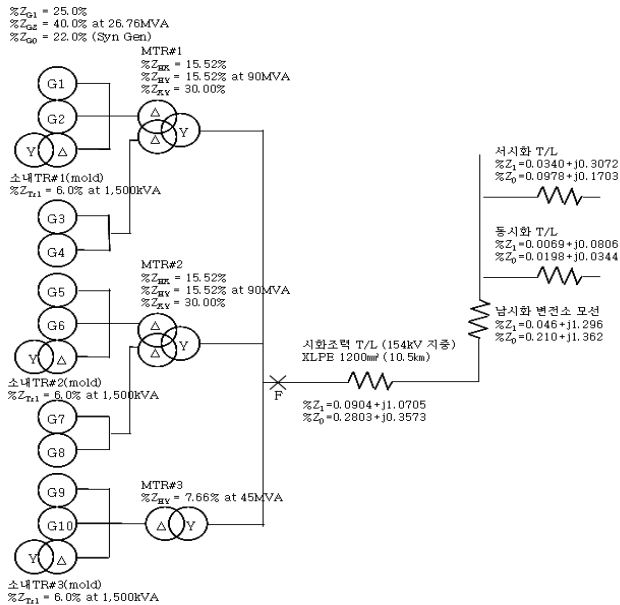 %Z_G1 = 25.0%
%Z_G2 = 40.0% at 26.76MVA
%Z_G0 = 22.0% (Syn Gen)
MTR#1
%Z_HX = 15.52%
%Z_HY = 15.52% at 90MVA
%Z_XY = 30.00%
G1
G2
Y △
△
△
Y
소내TR#1(mold)
%Z_Tr1 = 6.0% at 1,500kVA
G3
G4
MTR#2
%Z_HX = 15.52%
%Z_HY = 15.52% at 90MVA
%Z_XY = 30.00%
G5
G6
Y △
△
△
Y
소내TR#2(mold)
%Z_Tr1 = 6.0% at 1,500kVA
G7
G8
MTR#3
%Z_HY = 7.66% at 45MVA
G9
G10
Y △
△ Y
소내TR#3(mold)
%Z_Tr1 = 6.0% at 1,500kVA
F
시화조력 T/L (154kV 지중)
XLPE 1200㎟ (10.5km)
%Z₁=0.0904+j1.0705
%Z₀=0.2803+j0.3573
서시화 T/L
%Z₁=0.0340+j0.3072
%Z₀=0.0978+j0.1703
동시화 T/L
%Z₁=0.0069+j0.0806
%Z₀=0.0198+j0.0344
남시화 변전소 모선
%Z₁=0.046+j1.296
%Z₀=0.210+j1.362